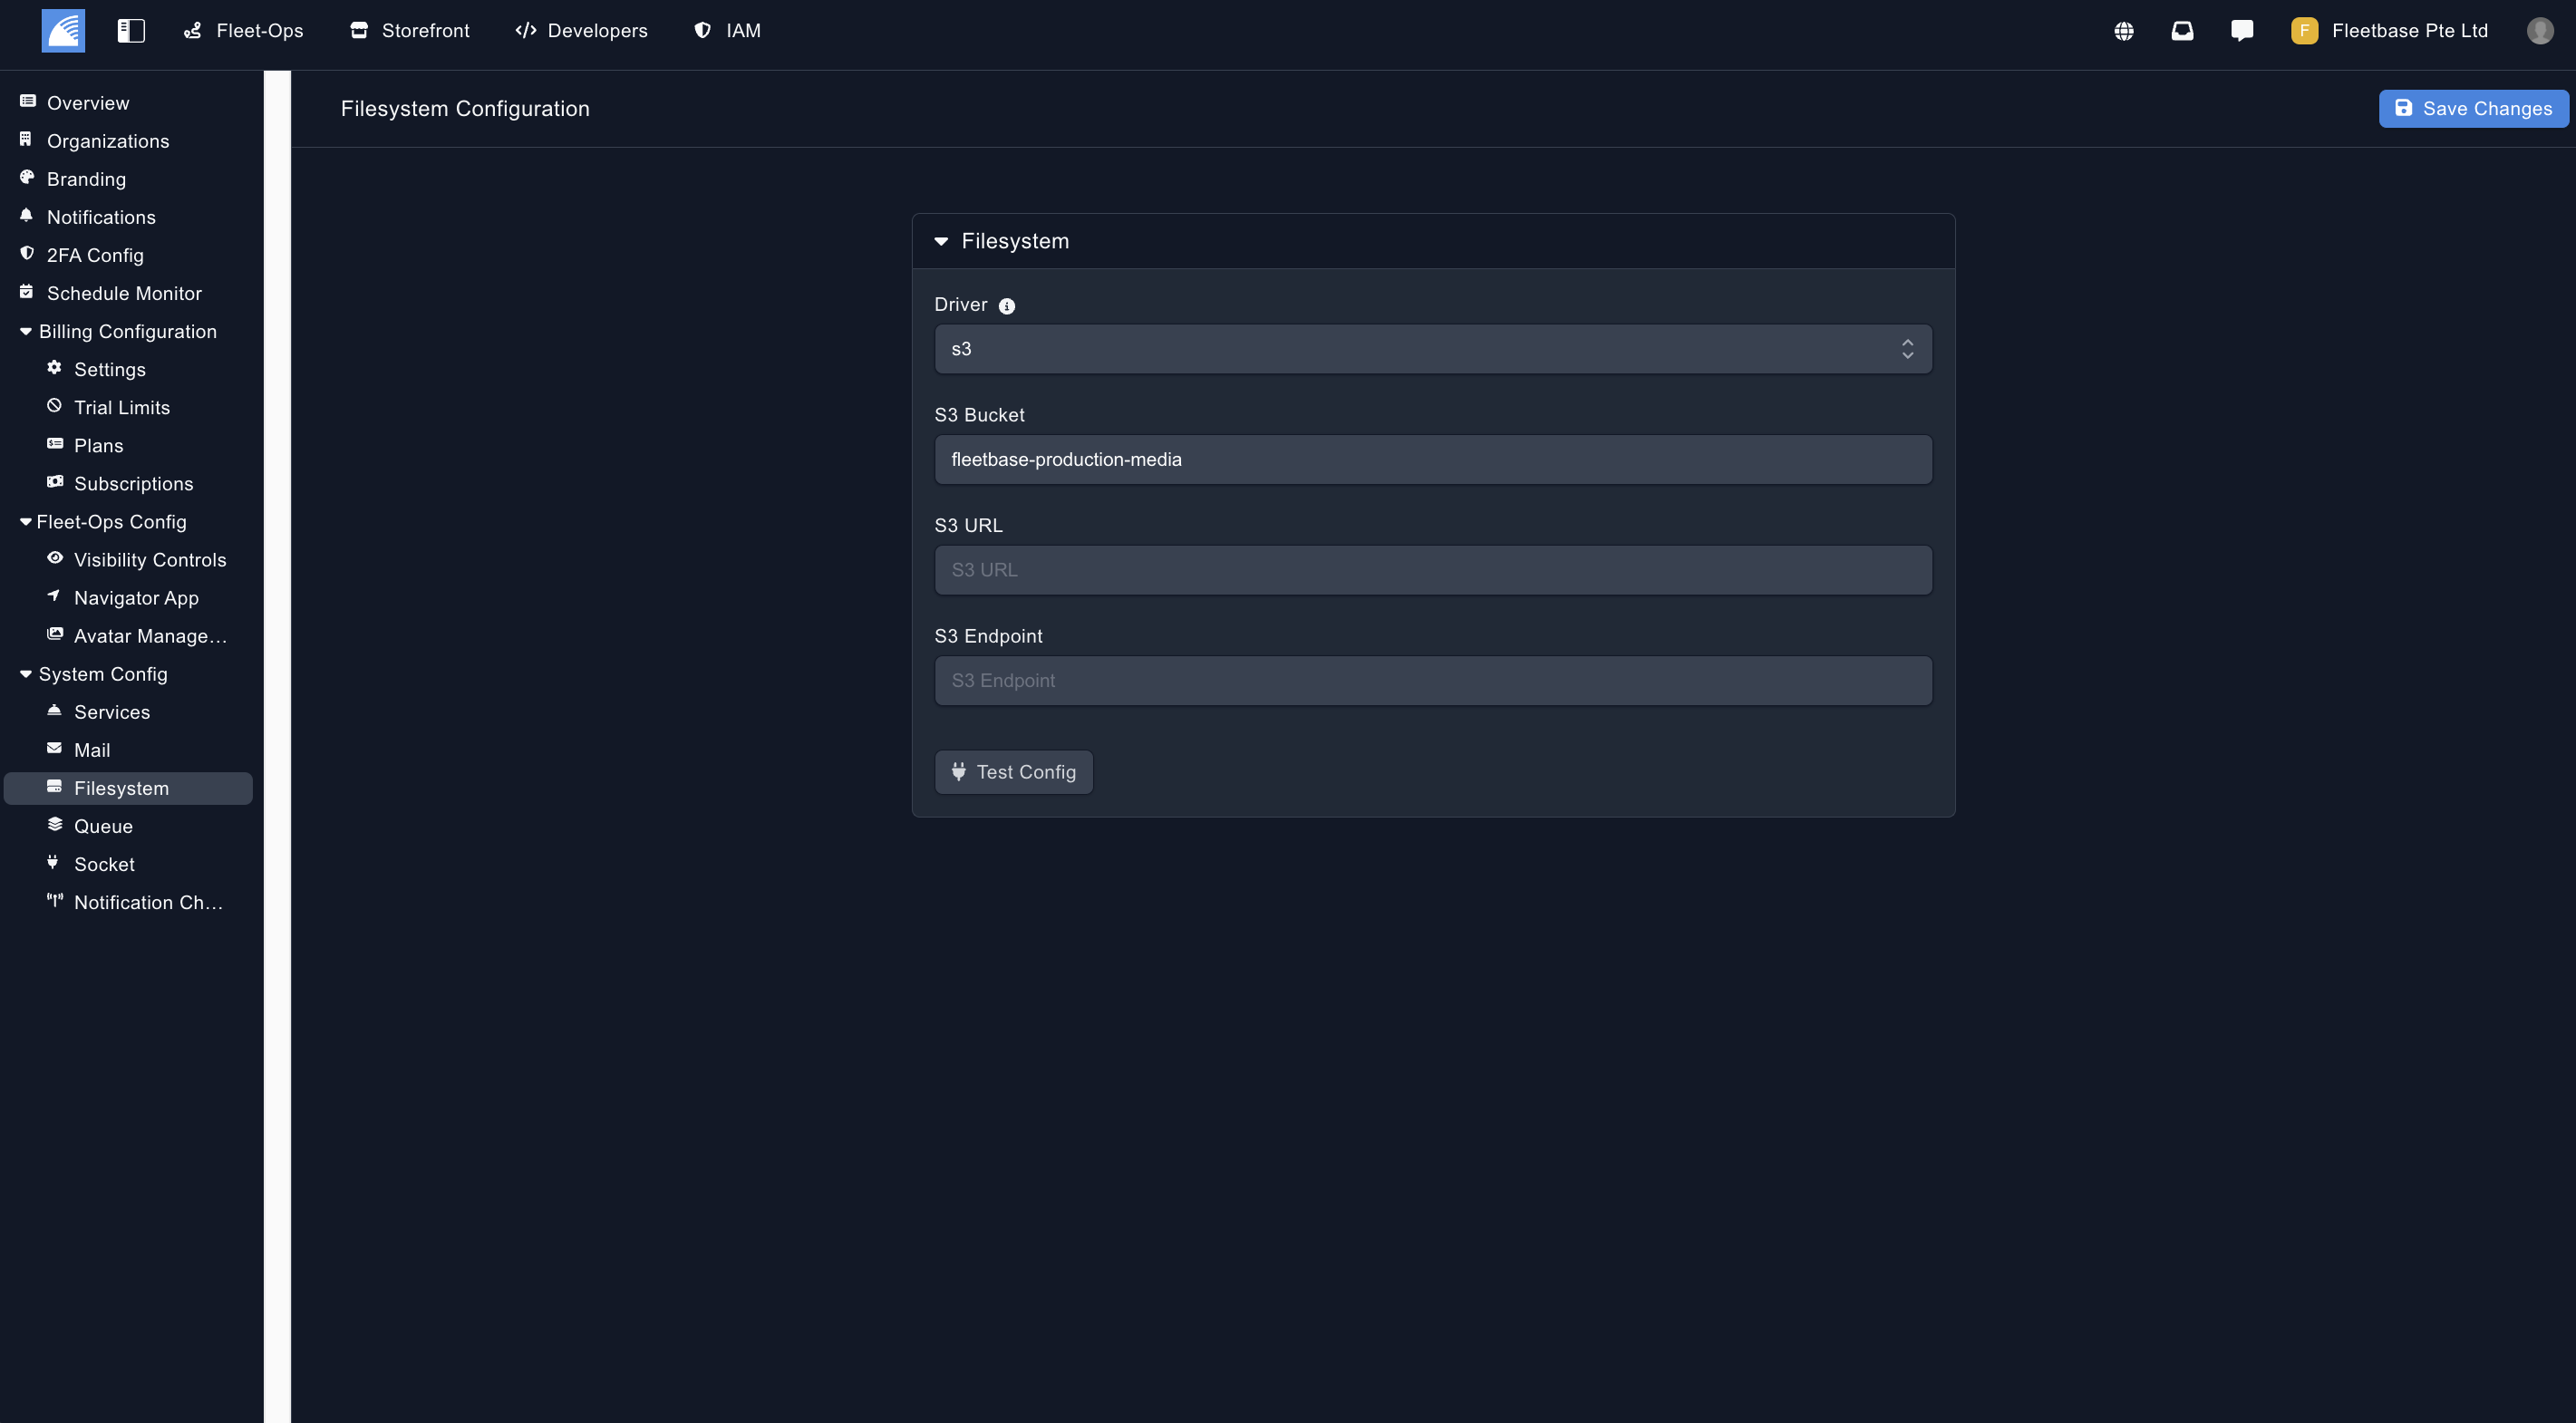 Fleet-Ops
Storefront
Developers
IAM
F
Fleetbase Pte Ltd
Overview
Organizations
Branding
Notifications
2FA Config
Schedule Monitor
Billing Configuration
Settings
Trial Limits
Plans
Subscriptions
Fleet-Ops Config
Visibility Controls
Navigator App
Avatar Manage...
System Config
Services
Mail
Filesystem
Queue
Socket
Notification Ch...
Filesystem Configuration
Save Changes
Filesystem
Driver
s3
S3 Bucket
fleetbase-production-media
S3 URL
S3 URL
S3 Endpoint
S3 Endpoint
Test Config